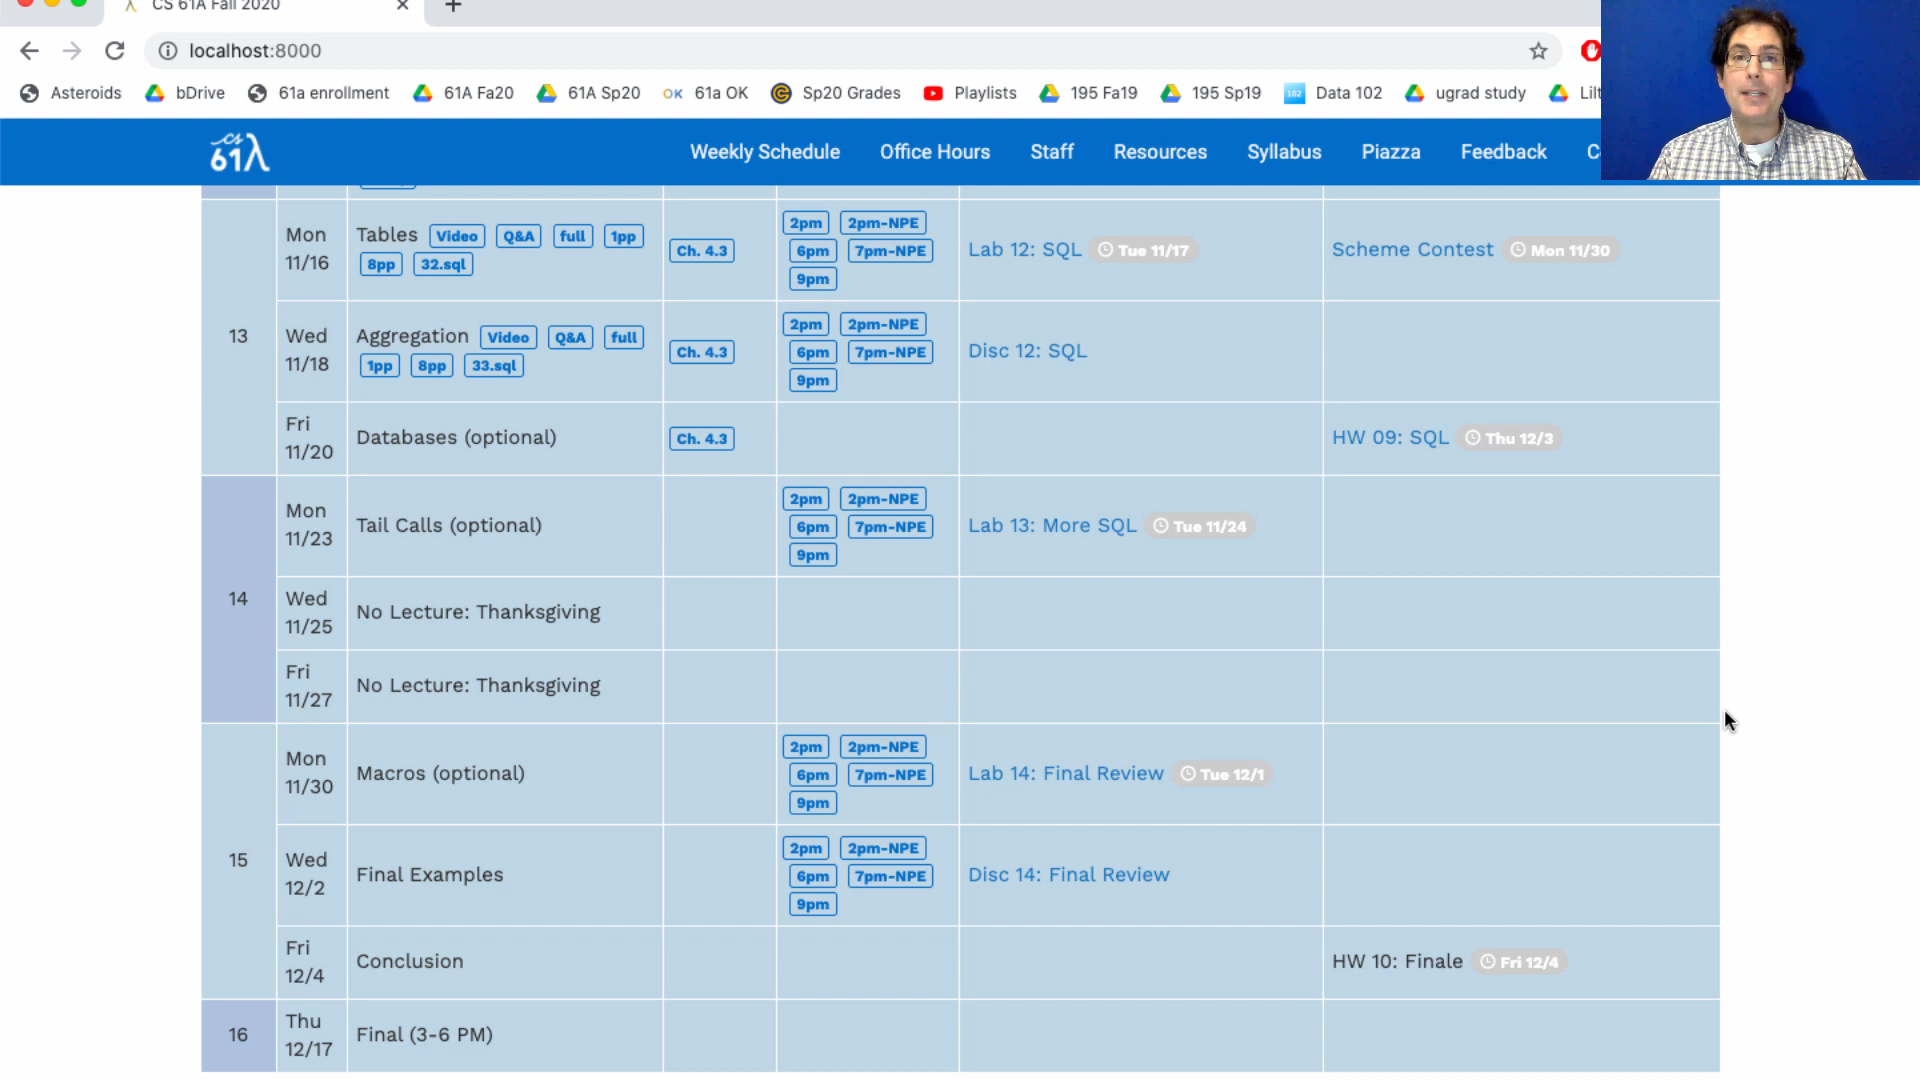 CS 61A Fall 2020
localhost:8000
Asteroids bDrive 61a enrollment 61A Fa20 61A Sp20 OK 61a OK Sp20 Grades Playlists 195 Fa19 195 Sp19 102 Data 102 ugrad study
cs 61λ Weekly Schedule Office Hours Staff Resources Syllabus Piazza Feedback
13
Mon 11/16
Tables Video Q&A full 1pp
8pp 32.sql
Ch. 4.3
2pm 2pm-NPE
6pm 7pm-NPE
9pm
Lab 12: SQL Tue 11/17
Scheme Contest Mon 11/30
Wed 11/18
Aggregation Video Q&A full
1pp 8pp 33.sql
Ch. 4.3
2pm 2pm-NPE
6pm 7pm-NPE
9pm
Disc 12: SQL
Fri 11/20
Databases (optional)
Ch. 4.3
HW 09: SQL Thu 12/3
14
Mon 11/23
Tail Calls (optional)
2pm 2pm-NPE
6pm 7pm-NPE
9pm
Lab 13: More SQL Tue 11/24
Wed 11/25
No Lecture: Thanksgiving
Fri 11/27
No Lecture: Thanksgiving
15
Mon 11/30
Macros (optional)
2pm 2pm-NPE
6pm 7pm-NPE
9pm
Lab 14: Final Review Tue 12/1
Wed 12/2
Final Examples
2pm 2pm-NPE
6pm 7pm-NPE
9pm
Disc 14: Final Review
Fri 12/4
Conclusion
HW 10: Finale Fri 12/4
16
Thu 12/17
Final (3-6 PM)